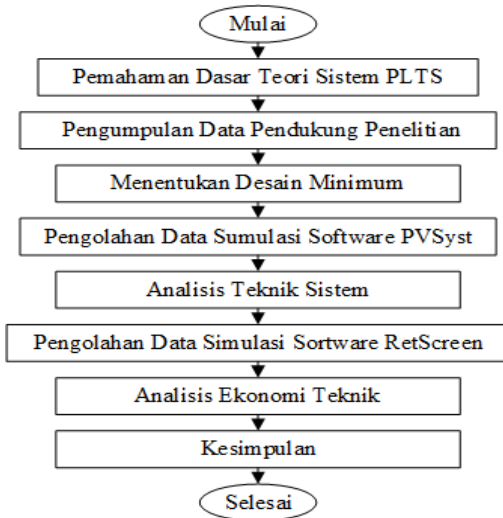 Mulai
Pemahaman Dasar Teori Sistem PLTS
Pengumpulan Data Pendukung Penelitian
Menentukan Desain Minimum
Pengolahan Data Sumulasi Software PVSyst
Analisis Teknik Sistem
Pengolahan Data Simulasi Sortware RetScreen
Analisis Ekonomi Teknik
Kesimpulan
Selesai